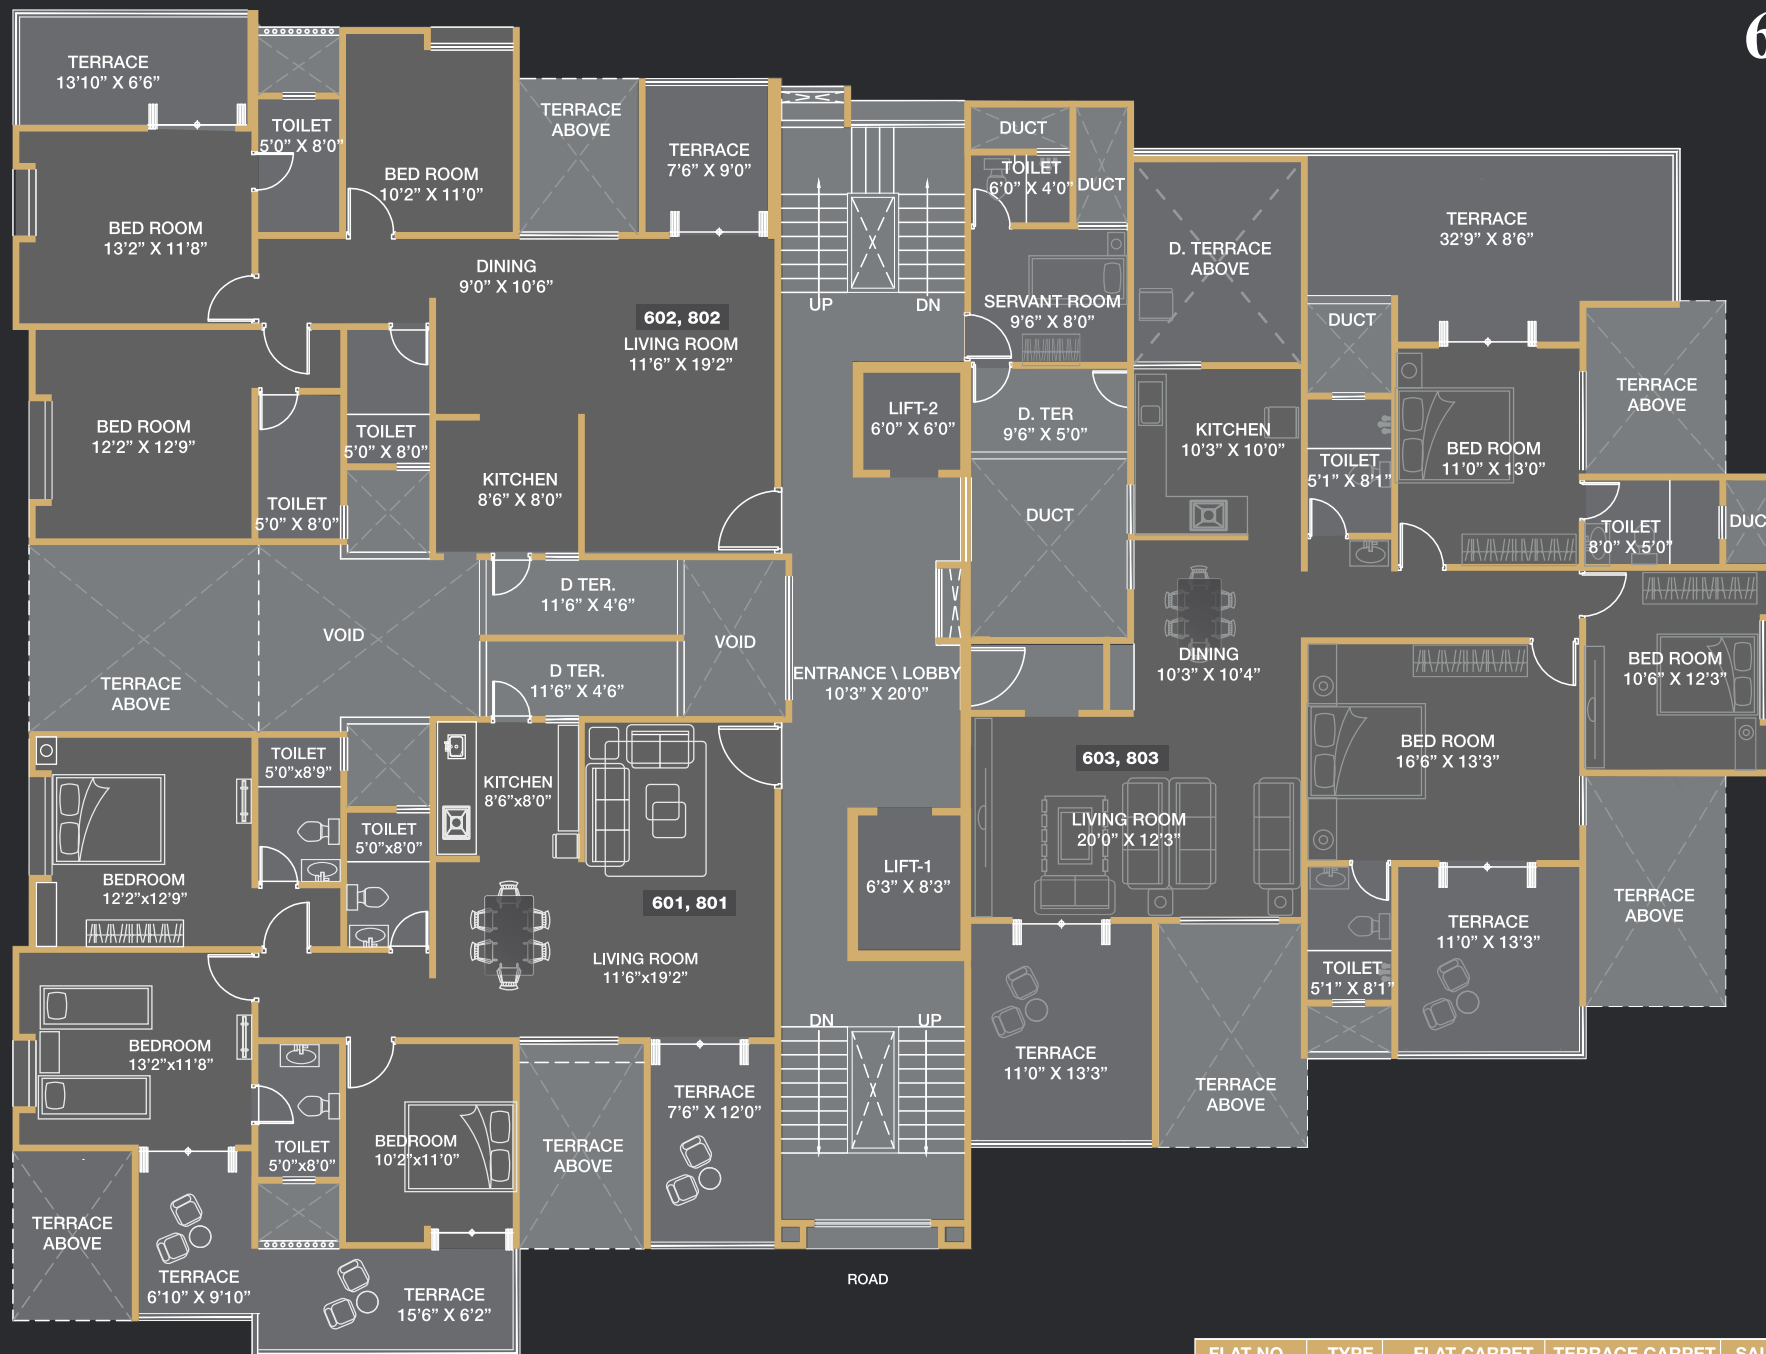 6
TERRACE
13'10" X 6'6"
TOILET
5'0" X 8'0"
BED ROOM
10'2" X 11'0"
TERRACE
ABOVE
TERRACE
7'6" X 9'0"
BED ROOM
13'2" X 11'8"
DINING
9'0" X 10'6"
602, 802
LIVING ROOM
11'6" X 19'2"
BED ROOM
12'2" X 12'9"
TOILET
5'0" X 8'0"
TOILET
5'0" X 8'0"
KITCHEN
8'6" X 8'0"
UP
DN
DUCT
TOILET
6'0" X 4'0"
DUCT
SERVANT ROOM
9'6" X 8'0"
D. TERRACE
ABOVE
TERRACE
32'9" X 8'6"
DUCT
TERRACE
ABOVE
LIFT-2
6'0" X 6'0"
D. TER
9'6" X 5'0"
KITCHEN
10'3" X 10'0"
TOILET
5'1" X 8'1"
BED ROOM
11'0" X 13'0"
DUCT
TOILET
8'0" X 5'0"
DUC
D TER.
11'6" X 4'6"
VOID
VOID
D TER.
11'6" X 4'6"
TERRACE
ABOVE
ENTRANCE \ LOBBY
10'3" X 20'0"
DINING
10'3" X 10'4"
BED ROOM
10'6" X 12'3"
BED ROOM
16'6" X 13'3"
603, 803
LIVING ROOM
20'0" X 12'3"
TOILET
5'0"x8'9"
KITCHEN
8'6"x8'0"
TOILET
5'0"x8'0"
BEDROOM
12'2"x12'9"
601, 801
LIVING ROOM
11'6"x19'2"
LIFT-1
6'3" X 8'3"
TERRACE
ABOVE
TERRACE
11'0" X 13'3"
TOILET
5'1" X 8'1"
DN
UP
BEDROOM
13'2"x11'8"
TERRACE
11'0" X 13'3"
TERRACE
ABOVE
TERRACE
7'6" X 12'0"
TOILET
5'0"x8'0"
BEDROOM
10'2"x11'0"
TERRACE
ABOVE
TERRACE
ABOVE
TERRACE
6'10" X 9'10"
TERRACE
15'6" X 6'2"
ROAD
FLAT NO TYPE FLAT CARPET TERRACE CARPET